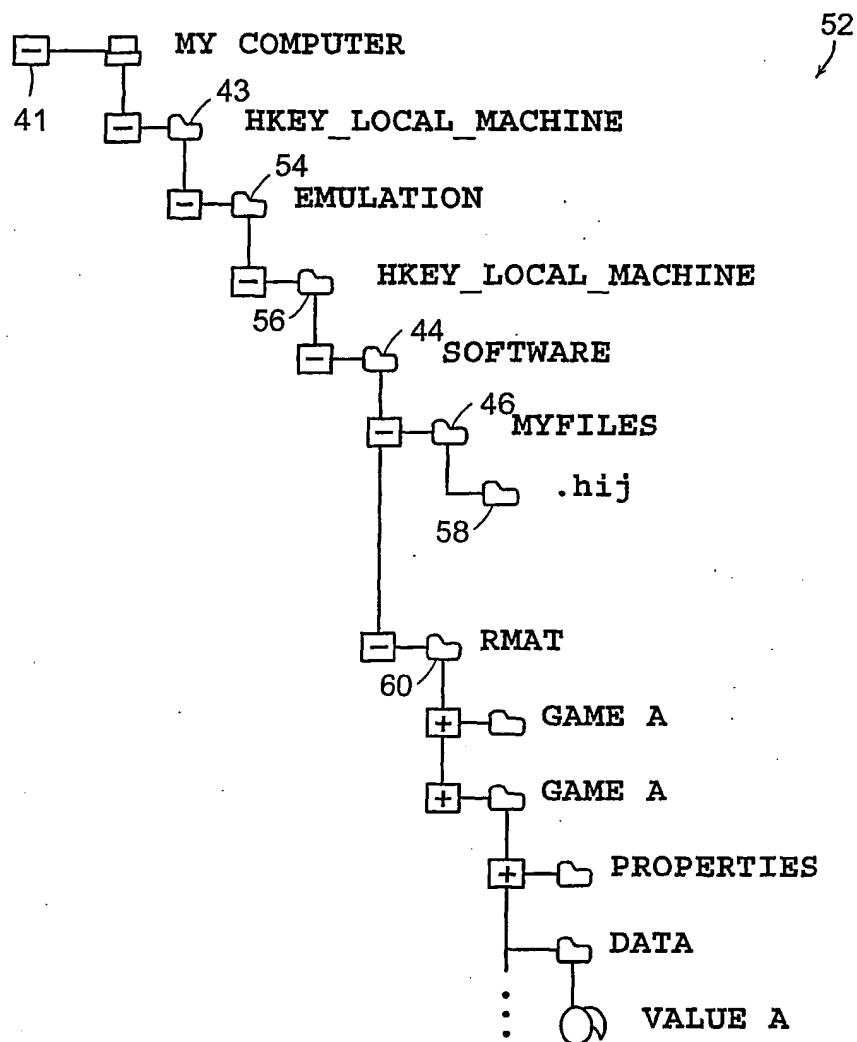 52
MY COMPUTER
41
43
HKEY_LOCAL_MACHINE
54
EMULATION
HKEY_LOCAL_MACHINE
56
44
SOFTWARE
46
MYFILES
.hij
58
RMAT
60
GAME A
GAME A
PROPERTIES
DATA
VALUE A